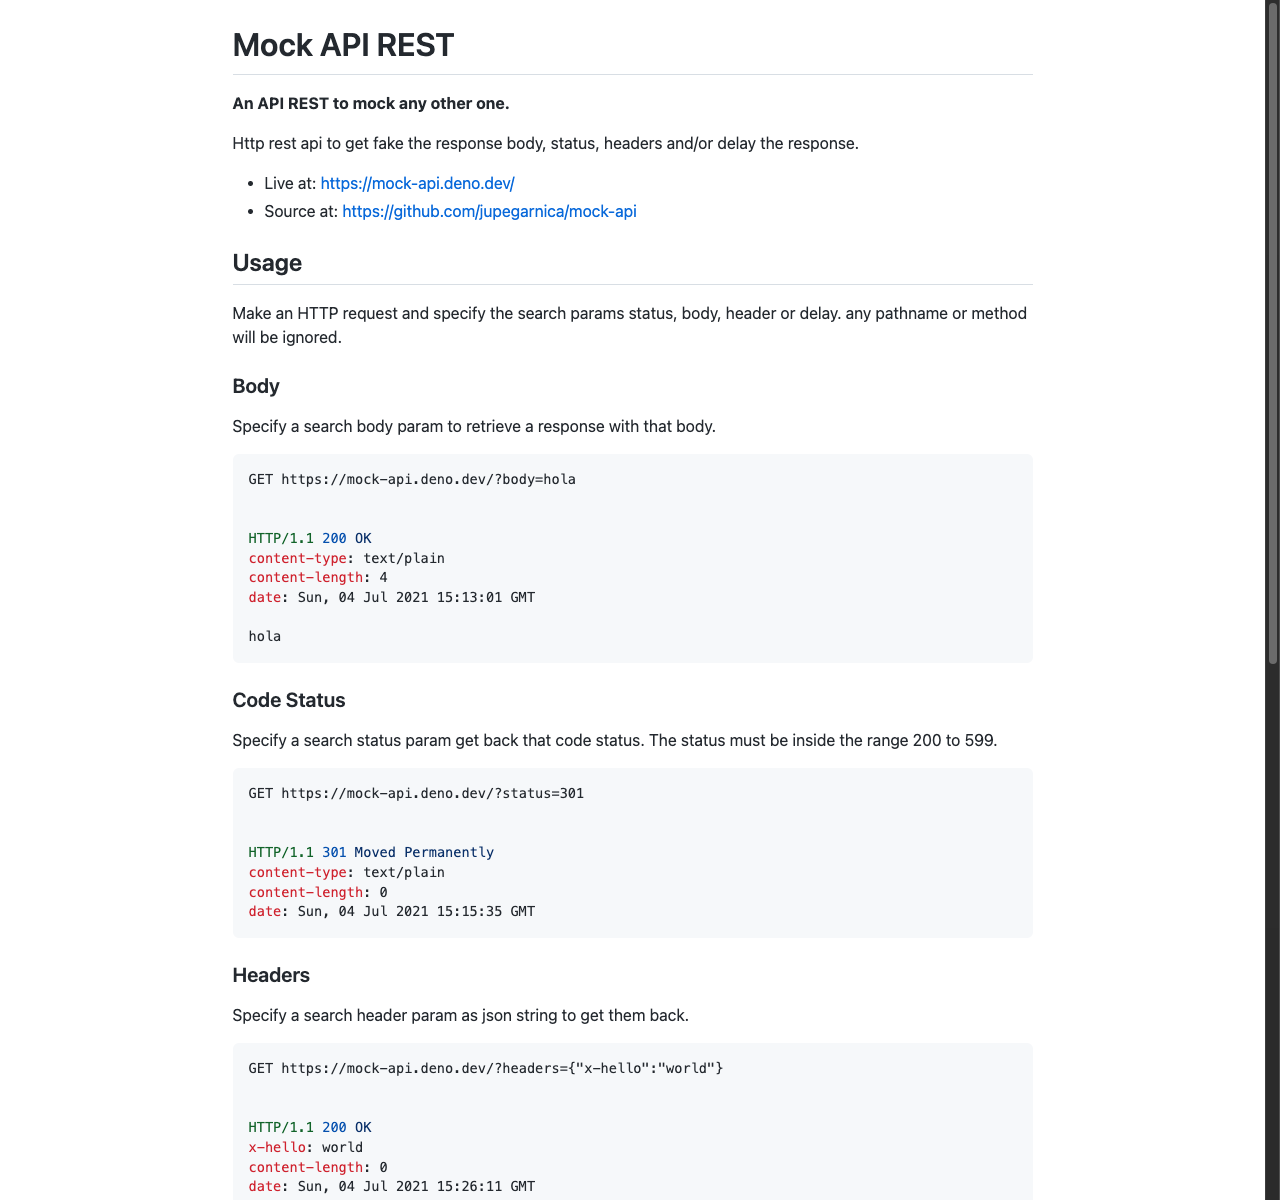 Mock API REST
An API REST to mock any other one.
Http rest api to get fake the response body, status, headers and/or delay the response.
• Live at: https://mock-api.deno.dev/
• Source at: https://github.com/jupegarnica/mock-api
Usage
Make an HTTP request and specify the search params status, body, header or delay. any pathname or method
will be ignored.
Body
Specify a search body param to retrieve a response with that body.
GET https://mock-api.deno.dev/?body=hola
HTTP/1.1 200 OK
content-type: text/plain
content-length: 4
date: Sun, 04 Jul 2021 15:13:01 GMT
hola
Code Status
Specify a search status param get back that code status. The status must be inside the range 200 to 599.
GET https://mock-api.deno.dev/?status=301
HTTP/1.1 301 Moved Permanently
content-type: text/plain
content-length: 0
date: Sun, 04 Jul 2021 15:15:35 GMT
Headers
Specify a search header param as json string to get them back.
GET https://mock-api.deno.dev/?headers={"x-hello":"world"}
HTTP/1.1 200 OK
x-hello: world
content-length: 0
date: Sun, 04 Jul 2021 15:26:11 GMT